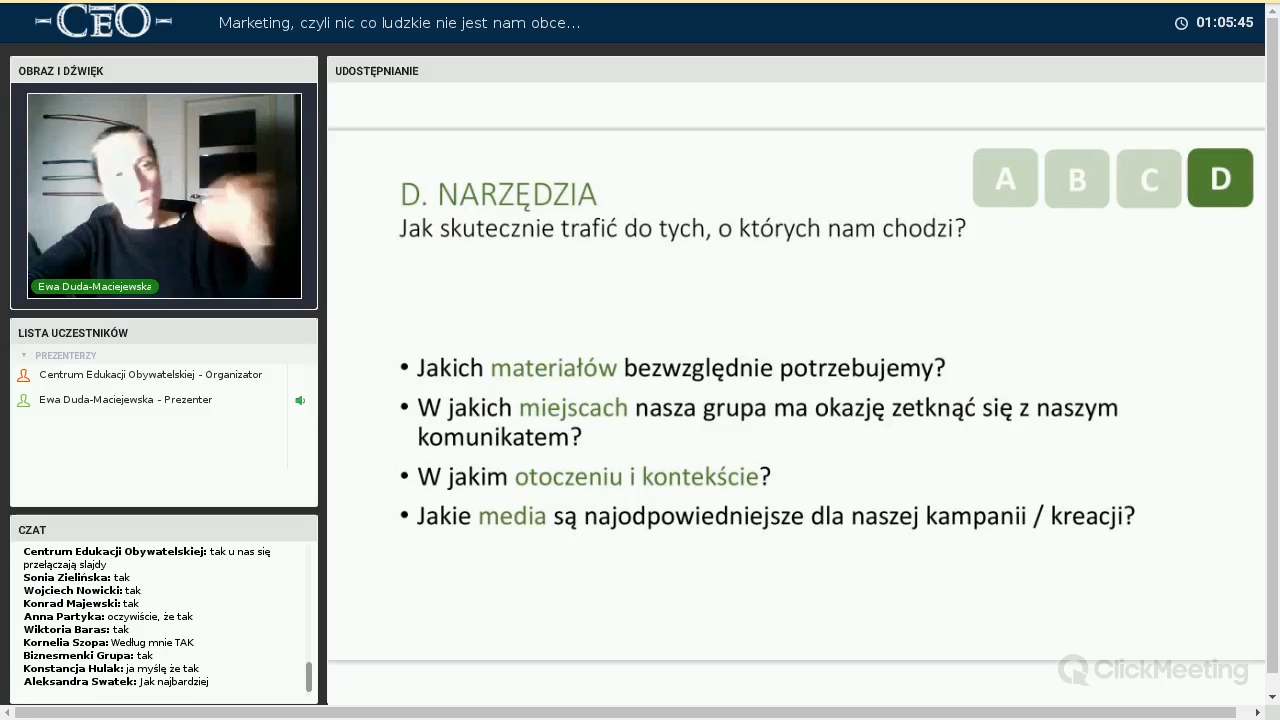 CEO
Marketing, czyli nic co ludzkie nie jest nam obce...
01:05:45
OBRAZ I DŹWIĘK
Ewa Duda-Maciejewska
LISTA UCZESTNIKÓW
PREZENTERZY
Centrum Edukacji Obywatelskiej - Organizator
Ewa Duda-Maciejewska - Prezenter
CZAT
Centrum Edukacji Obywatelskiej: tak u nas się
przełączają slajdy
Sonia Zielińska: tak
Wojciech Nowicki: tak
Konrad Majewski: tak
Anna Partyka: oczywiście, że tak
Wiktoria Baras: tak
Kornelia Szopa: Według mnie TAK
Biznesmenki Grupa: tak
Konstancja Hulak: ja myślę że tak
Aleksandra Swatek: Jak najbardziej
UDOSTĘPNIANIE
A B C D
D. NARZĘDZIA
Jak skutecznie trafić do tych, o których nam chodzi?
• Jakich materiałów bezwzględnie potrzebujemy?
• W jakich miejscach nasza grupa ma okazję zetknąć się z naszym
komunikatem?
• W jakim otoczeniu i kontekście?
• Jakie media są najodpowiedniejsze dla naszej kampanii / kreacji?
ClickMeeting